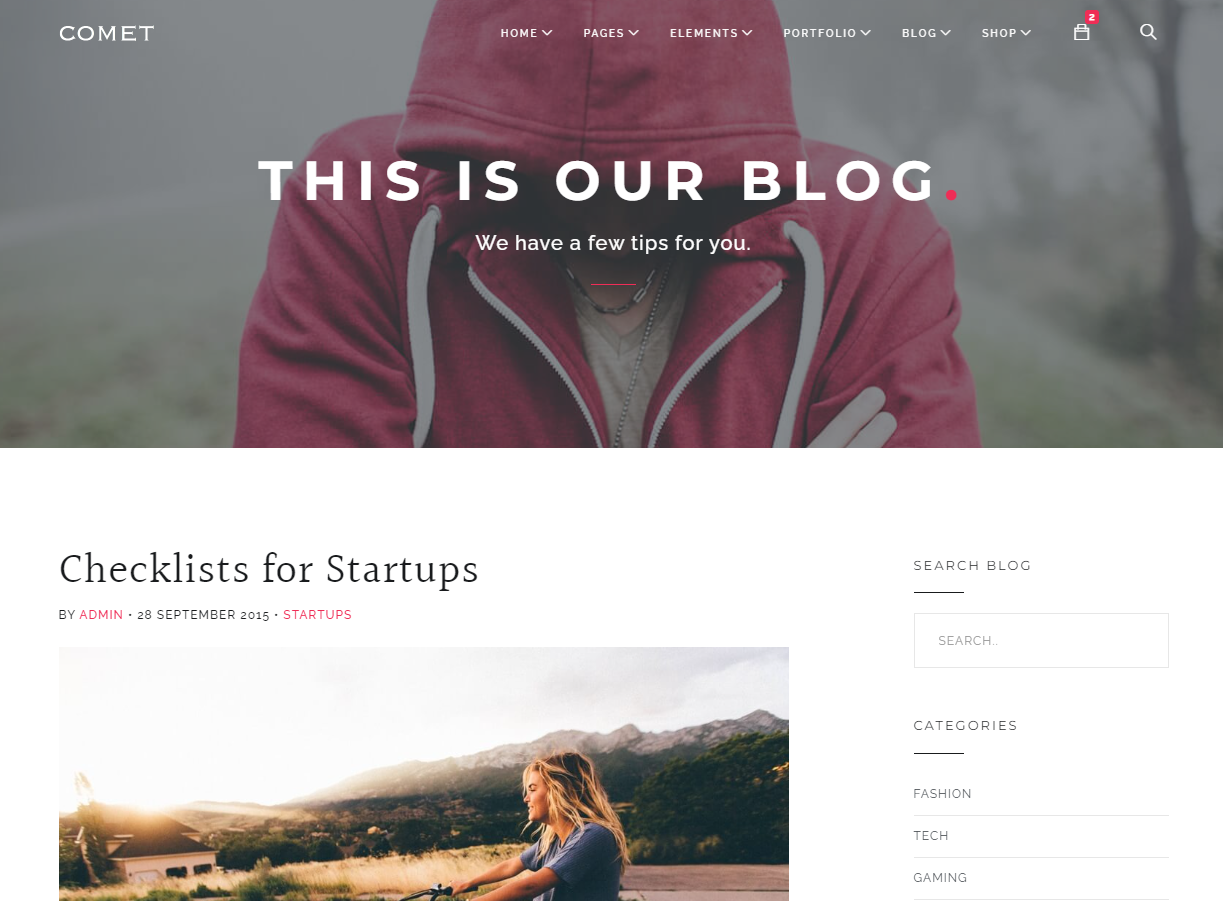 COMET
HOME PAGES ELEMENTS PORTFOLIO BLOG SHOP 2
THIS IS OUR BLOG.
We have a few tips for you.
Checklists for Startups
BY ADMIN • 28 SEPTEMBER 2015 • STARTUPS
SEARCH BLOG
SEARCH..
CATEGORIES
FASHION
TECH
GAMING